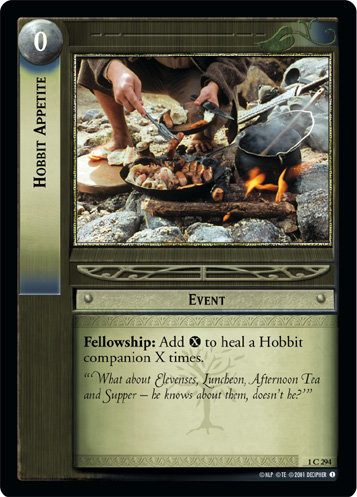 0
HOBBIT APPETITE
EVENT
Fellowship: Add X to heal a Hobbit
companion X times.
“‘What about Elevenses, Luncheon, Afternoon Tea
and Supper – he knows about them, doesn't he?’”
1 C 294
©NLP ©TE ©2001 DECIPHER